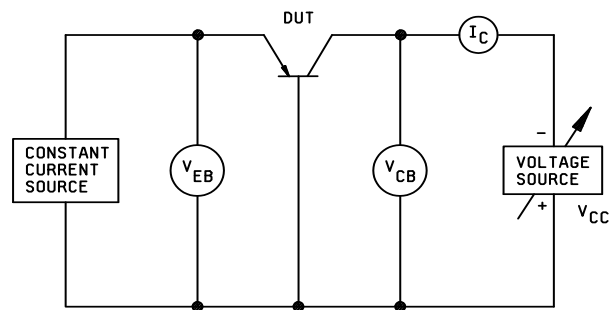 DUT
I_C
CONSTANT
CURRENT
SOURCE
V_EB
V_CB
-
VOLTAGE
SOURCE
+
V_CC